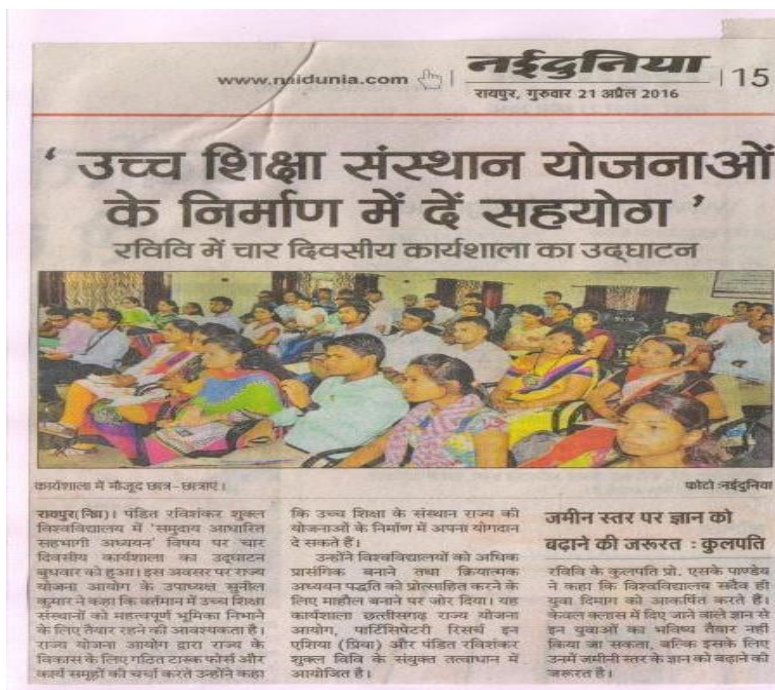 www.naidunia.com
नईदुनिया
रायपुर, गुरुवार 21 अप्रैल 2016
15
‘ उच्च शिक्षा संस्थान योजनाओं
के निर्माण में दें सहयोग ’
रविवि में चार दिवसीय कार्यशाला का उद्घाटन
कार्यशाला में मौजूद छात्र-छात्राएं।
फोटो :नईदुनिया
रायपुर(निप्र)। पंडित रविशंकर शुक्ल
विश्वविद्यालय में 'समुदाय आधारित
सहभागी अध्ययन' विषय पर चार
दिवसीय कार्यशाला का उद्घाटन
बुधवार को हुआ। इस अवसर पर राज्य
योजना आयोग के उपाध्यक्ष सुनील
कुमार ने कहा कि वर्तमान में उच्च शिक्षा
संस्थानों को महत्वपूर्ण भूमिका निभाने
के लिए तैयार रहने की आवश्यकता है।
राज्य योजना आयोग द्वारा राज्य के
विकास के लिए गठित टास्क फोर्स और
कार्य समूहों की चर्चा करते उन्होंने कहा
कि उच्च शिक्षा के संस्थान राज्य की
योजनाओं के निर्माण में अपना योगदान
दे सकते हैं।
उन्होंने विश्वविद्यालयों को अधिक
प्रासंगिक बनाने तथा क्रियात्मक
अध्ययन पद्धति को प्रोत्साहित करने के
लिए माहौल बनाने पर जोर दिया। यह
कार्यशाला छत्तीसगढ़ राज्य योजना
आयोग, पार्टिसिपेटरी रिसर्च इन
एशिया (प्रिया) और पंडित रविशंकर
शुक्ल विवि के संयुक्त तत्वाधान में
आयोजित है।
जमीन स्तर पर ज्ञान को
बढ़ाने की जरूरत : कुलपति
रविवि के कुलपति प्रो. एसके पाण्डेय
ने कहा कि विश्वविद्यालय सदैव ही
युवा दिमाग को आकर्षित करते हैं।
केवल क्लास में दिए जाने वाले ज्ञान से
इन युवाओं का भविष्य तैयार नहीं
किया जा सकता, बल्कि इसके लिए
उनमें जमीनी स्तर के ज्ञान को बढ़ाने की
जरूरत है।